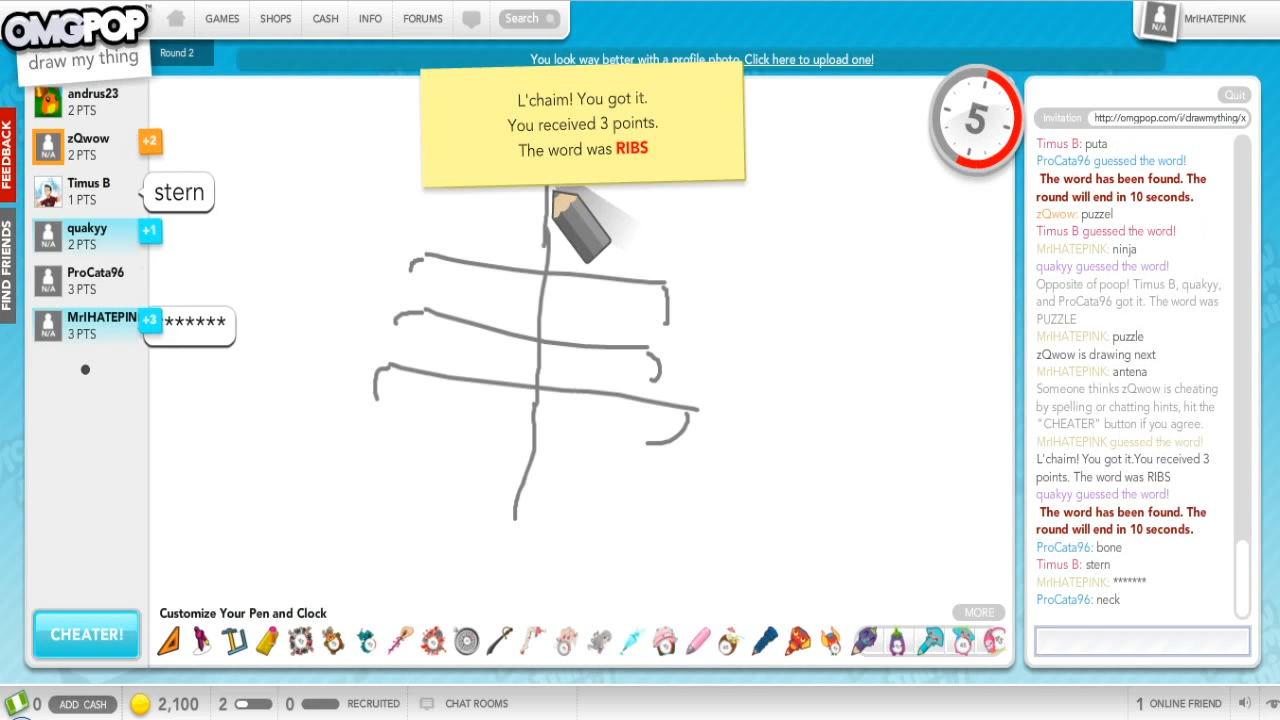 OMGPOP™
draw my thing
GAMES
SHOPS
CASH
INFO
FORUMS
Search
N/A
MrIHATEPINK
Round 2
You look way better with a profile photo. Click here to upload one!
FEEDBACK
FIND FRIENDS
andrus23
2 PTS
N/A
zQwow
2 PTS
+2
Timus B
1 PTS
stern
N/A
quakyy
2 PTS
+1
N/A
ProCata96
3 PTS
N/A
MrIHATEPIN
3 PTS
+3
*******
L'chaim! You got it.
You received 3 points.
The word was RIBS
5
Quit
Invitation
http://omgpop.com/i/drawmything/x
Timus B: puta
ProCata96 guessed the word!
The word has been found. The
round will end in 10 seconds.
zQwow: puzzel
Timus B guessed the word!
MrIHATEPINK: ninja
quakyy guessed the word!
Opposite of poop! Timus B, quakyy,
and ProCata96 got it. The word was
PUZZLE
MrIHATEPINK: puzzle
zQwow is drawing next
MrIHATEPINK: antena
Someone thinks zQwow is cheating
by spelling or chatting hints, hit the
"CHEATER" button if you agree.
MrIHATEPINK guessed the word!
L'chaim! You got it.You received 3
points. The word was RIBS
quakyy guessed the word!
The word has been found. The
round will end in 10 seconds.
ProCata96: bone
Timus B: stern
MrIHATEPINK: *******
ProCata96: neck
CHEATER!
Customize Your Pen and Clock
MORE
0
ADD CASH
2,100
2
0
RECRUITED
CHAT ROOMS
1 ONLINE FRIEND